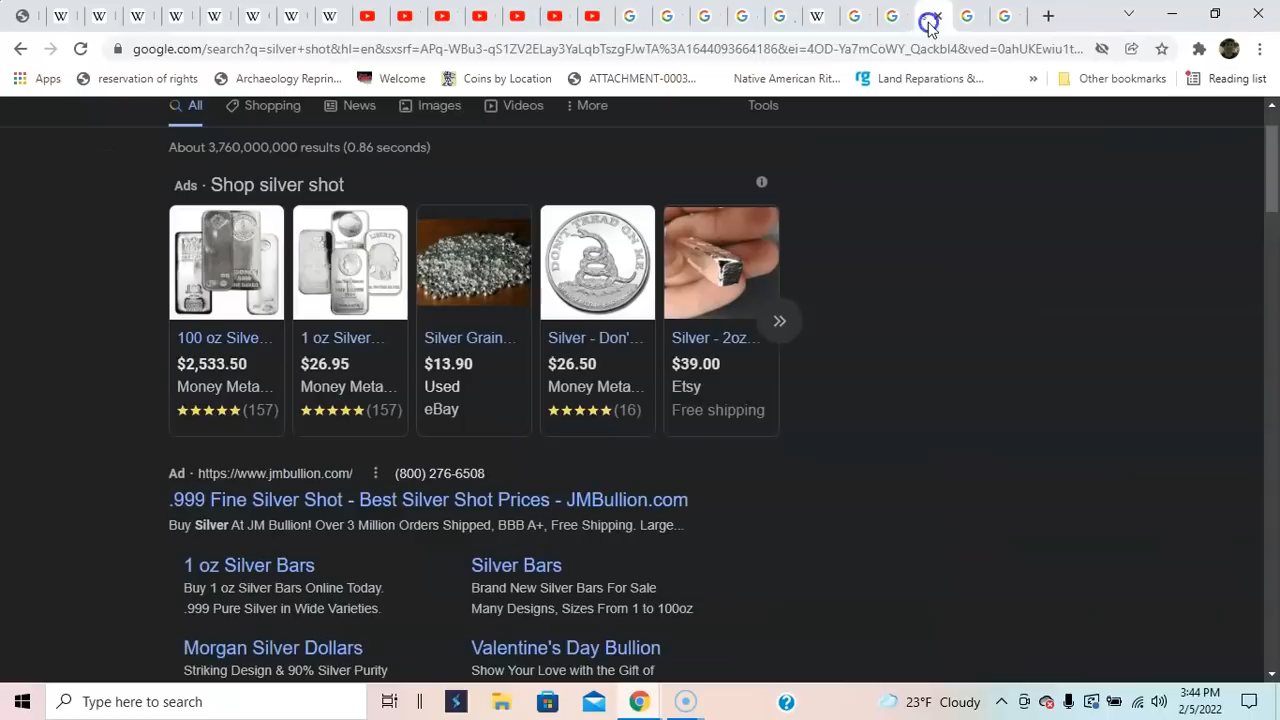 google.com/search?q=silver+shot&hl=en&sxsrf=APq-WBu3-qS1ZV2ELay3YaLqbTszgFJwTA%3A1644093664186&ei=4OD-Ya7mCoWY_Qackbl4&ved=0ahUKEwiu1t...
Apps reservation of rights Archaeology Reprin... Welcome Coins by Location ATTACHMENT-0003... Native American Rit... Land Reparations &... » Other bookmarks Reading list
All Shopping News Images Videos More Tools
About 3,760,000,000 results (0.86 seconds)
Ads · Shop silver shot
DON'T TREAD ON ME
LIBERTY
100 oz Silve... 1 oz Silver... Silver Grain... Silver - Don'... Silver - 2oz...
$2,533.50 $26.95 $13.90 $26.50 $39.00
Money Meta... Money Meta... Used Money Meta... Etsy
(157) (157) eBay (16) Free shipping
Ad · https://www.jmbullion.com/ (800) 276-6508
.999 Fine Silver Shot - Best Silver Shot Prices - JMBullion.com
Buy Silver At JM Bullion! Over 3 Million Orders Shipped, BBB A+, Free Shipping. Large...
1 oz Silver Bars
Buy 1 oz Silver Bars Online Today.
.999 Pure Silver in Wide Varieties.
Silver Bars
Brand New Silver Bars For Sale
Many Designs, Sizes From 1 to 100oz
Morgan Silver Dollars
Striking Design & 90% Silver Purity
Valentine's Day Bullion
Show Your Love with the Gift of
Type here to search
23°F Cloudy
3:44 PM
2/5/2022